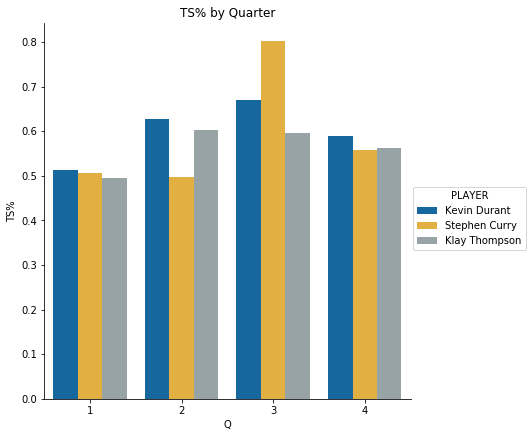 TS% by Quarter
0.8
0.7
0.6
0.5
0.4
0.3
0.2
0.1
0.0
TS%
1 2 3 4
Q
PLAYER
Kevin Durant
Stephen Curry
Klay Thompson